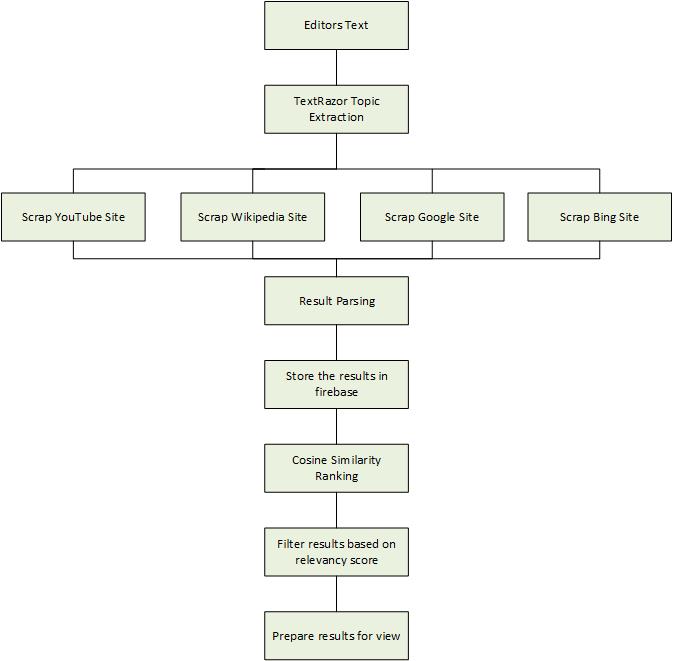 Editors Text
TextRazor Topic
Extraction
Scrap YouTube Site
Scrap Wikipedia Site
Scrap Google Site
Scrap Bing Site
Result Parsing
Store the results in
firebase
Cosine Similarity
Ranking
Filter results based on
relevancy score
Prepare results for view